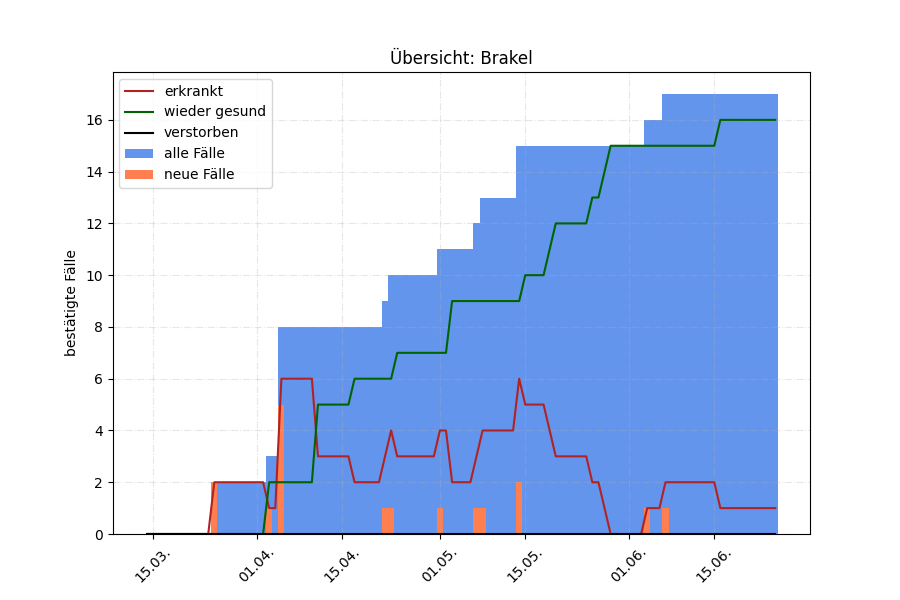 Übersicht: Brakel
erkrankt
wieder gesund
verstorben
alle Fälle
neue Fälle
bestätigte Fälle
16
14
12
10
8
6
4
2
0
15.03.
01.04.
15.04.
01.05.
15.05.
01.06.
15.06.